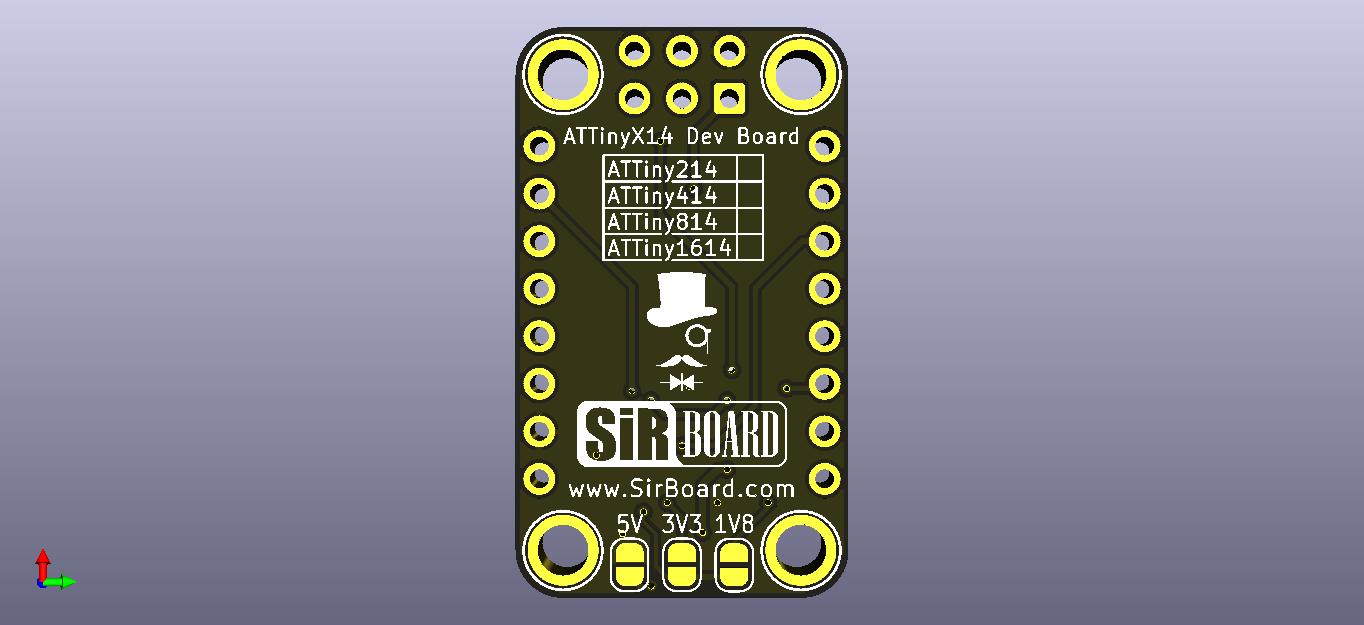 ATTinyX14 Dev Board
ATTiny214
ATTiny414
ATTiny814
ATTiny1614
SiR BOARD
www.SirBoard.com
5V 3V3 1V8